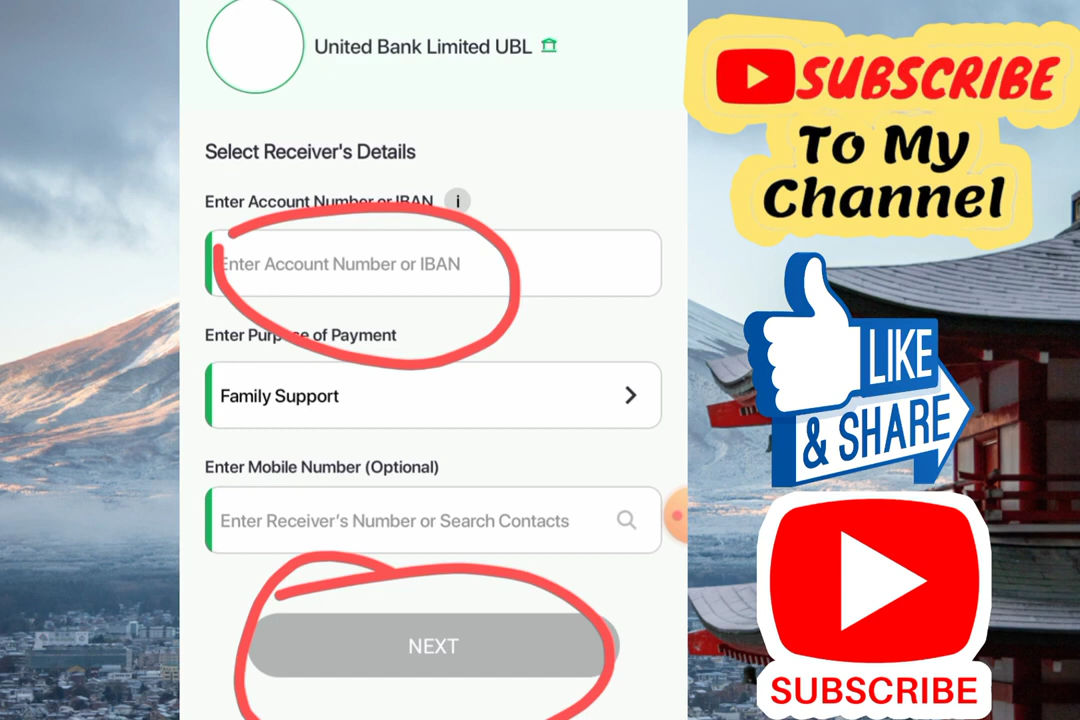 United Bank Limited UBL
Select Receiver's Details
Enter Account Number or IBAN i
Enter Account Number or IBAN
Enter Purpose of Payment
Family Support
Enter Mobile Number (Optional)
Enter Receiver's Number or Search Contacts
NEXT
SUBSCRIBE
To My
Channel
LIKE
& SHARE
SUBSCRIBE